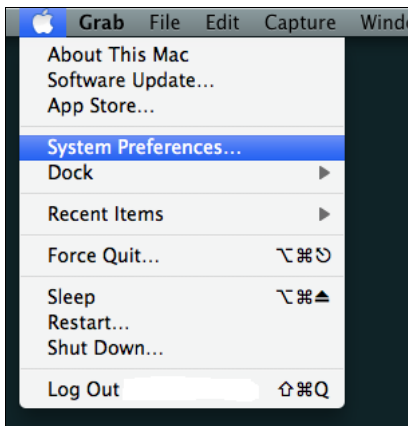 Grab File Edit Capture
About This Mac
Software Update...
App Store...
System Preferences...
Dock ▶
Recent Items ▶
Force Quit... ⌥⌘⎋
Sleep ⌥⌘⏏
Restart...
Shut Down...
Log Out ⇧⌘Q